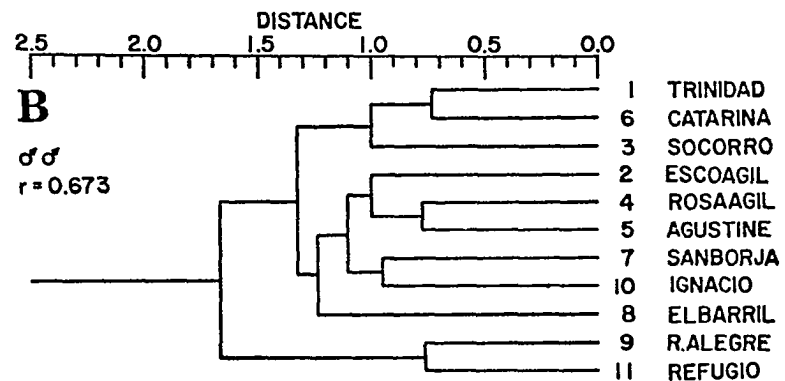 DISTANCE
2.5 2.0 1.5 1.0 0.5 0.0
B
♂♂
r = 0.673
1 TRINIDAD
6 CATARINA
3 SOCORRO
2 ESCOAGIL
4 ROSAAGIL
5 AGUSTINE
7 SANBORJA
10 IGNACIO
8 ELBARRIL
9 R.ALEGRE
11 REFUGIO